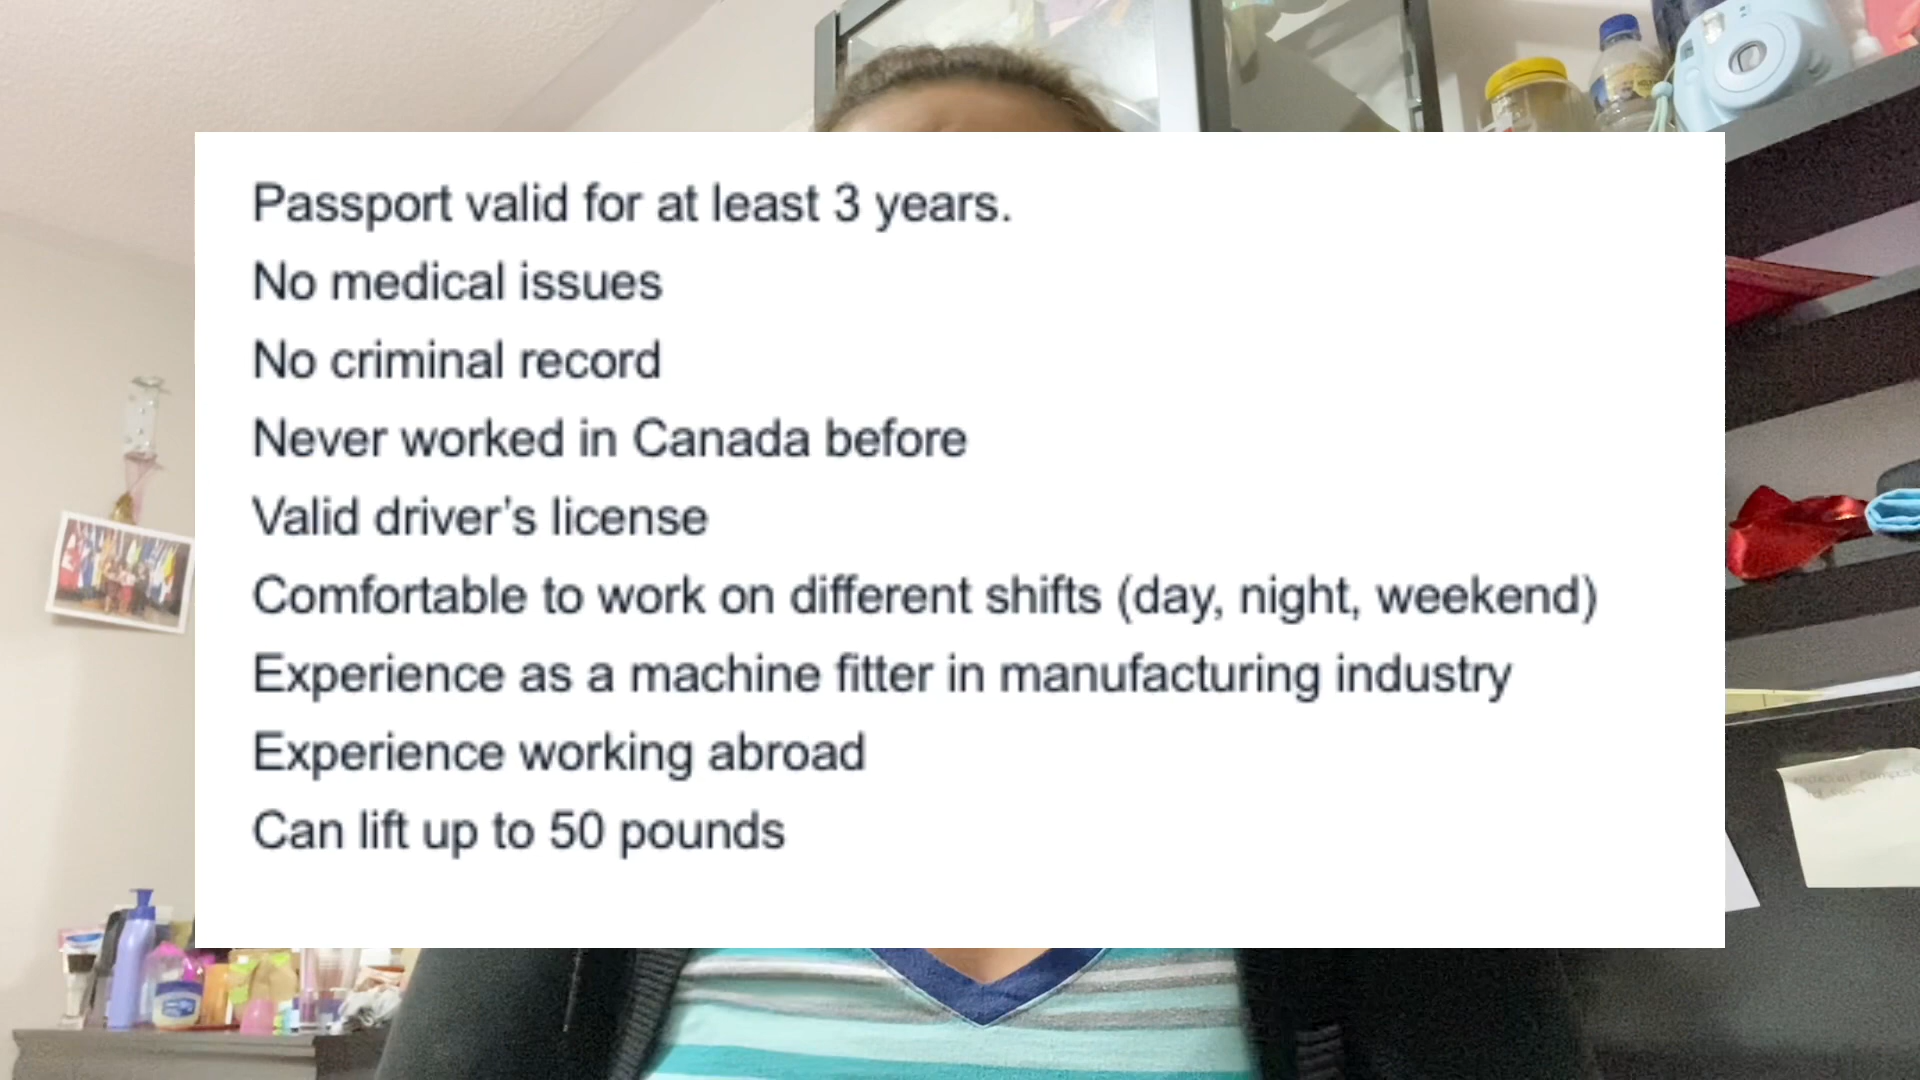 Passport valid for at least 3 years.
No medical issues
No criminal record
Never worked in Canada before
Valid driver's license
Comfortable to work on different shifts (day, night, weekend)
Experience as a machine fitter in manufacturing industry
Experience working abroad
Can lift up to 50 pounds